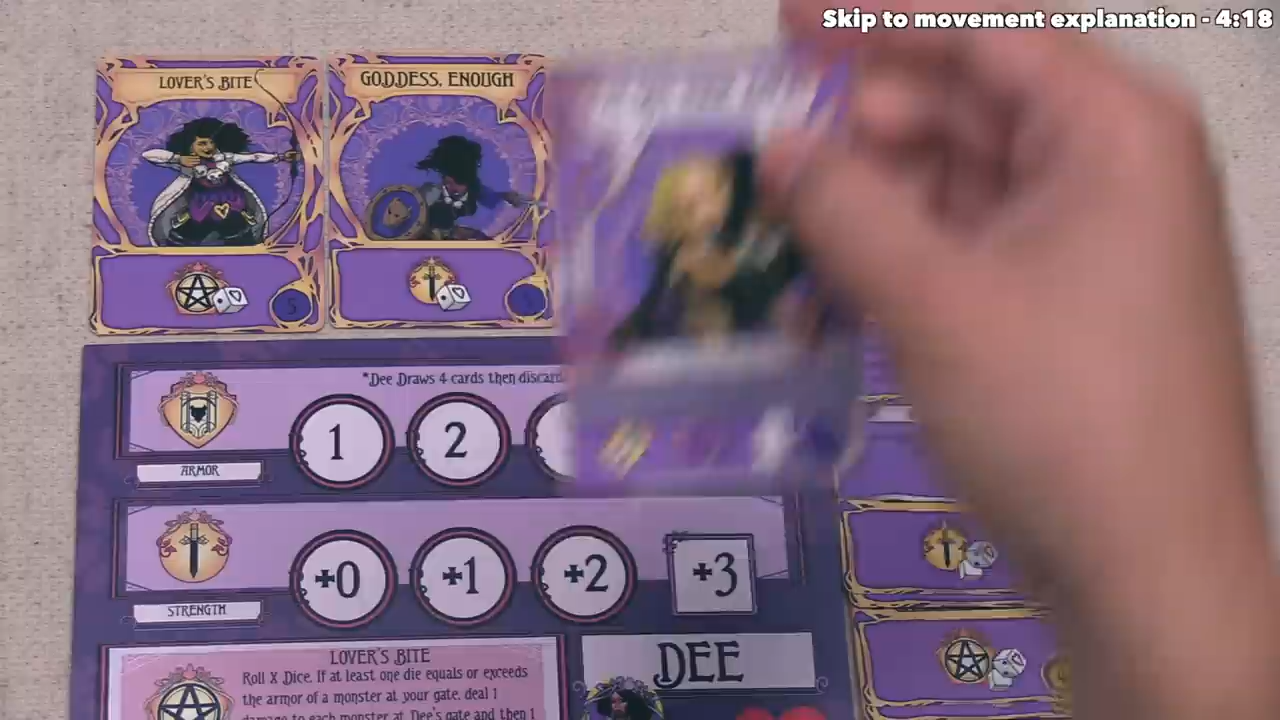 Skip to movement explanation - 4:18
LOVER'S BITE
GODDESS, ENOUGH
5
*Dee Draws 4 cards then discard
1
2
ARMOR
+0
+1
+2
+3
STRENGTH
LOVER'S BITE
Roll X Dice. If at least one die equals or exceeds
the armor of a monster at your gate, deal 1
damage to each monster at Dee's gate and then 1
DEE